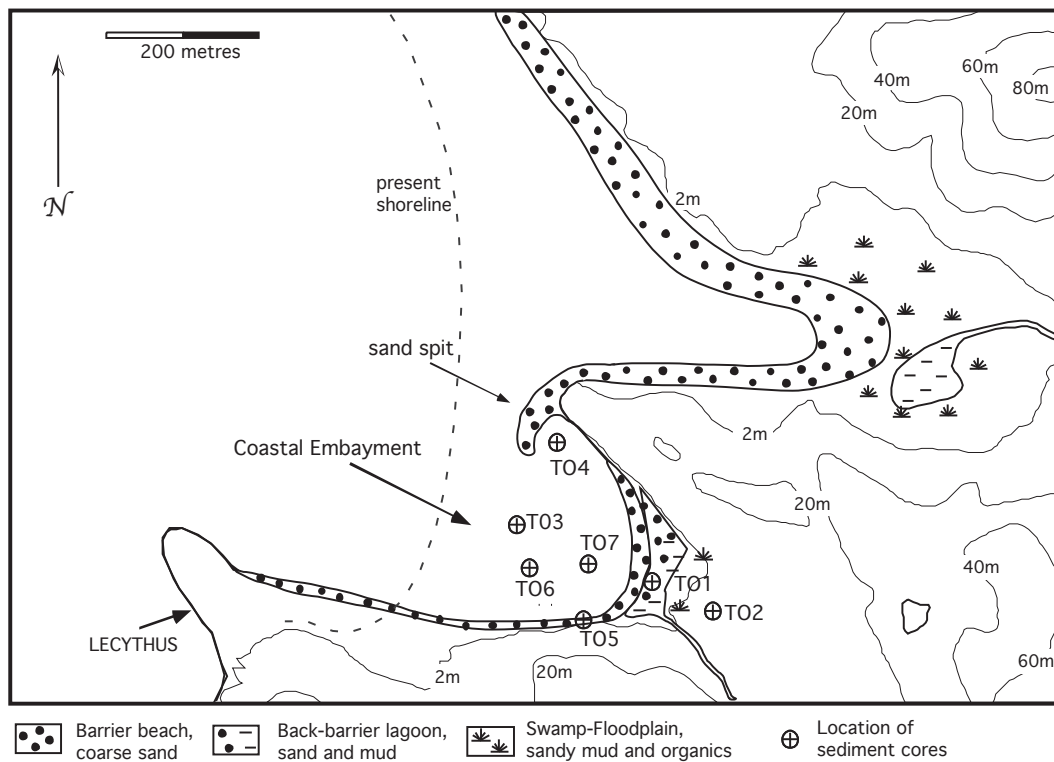 200 metres
N
60m
40m
80m
20m
present
shoreline
2m
sand spit
Coastal Embayment
2m
TO4
20m
TO3
TO7
TO6
TO1
TO2
TO5
40m
LECYTHUS
2m
20m
60m
Barrier beach,
coarse sand
Back-barrier lagoon,
sand and mud
Swamp-Floodplain,
sandy mud and organics
Location of
sediment cores